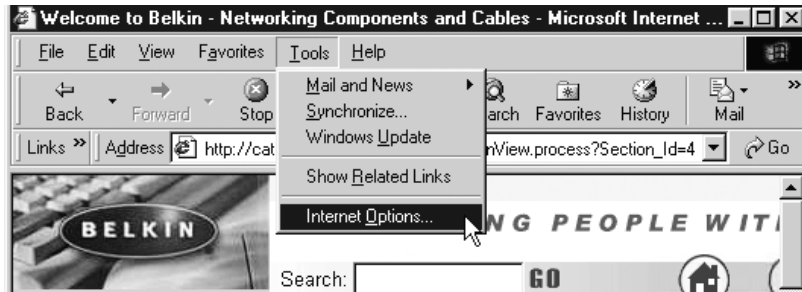 Welcome to Belkin - Networking Components and Cables - Microsoft Internet ...
File Edit View Favorites Tools Help
Mail and News
Synchronize...
Windows Update
Show Related Links
Internet Options...
Back Forward Stop arch Favorites History Mail »
Links » Address http://cat nView.process?Section_Id=4 Go
BELKIN
NG PEOPLE WIT
Search: GO